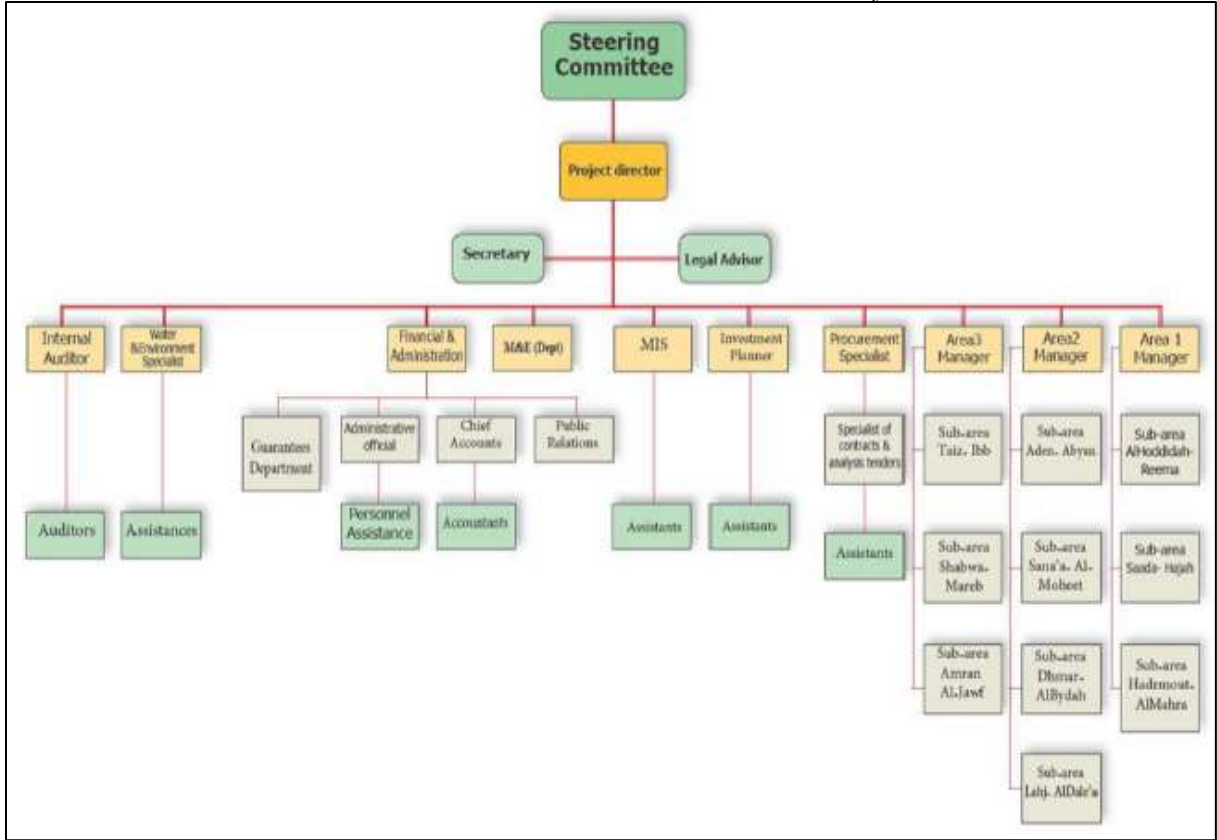 Steering
Committee
Project director
Secretary
Legal Advisor
Internal
Auditor
Water
&Environment
Specialist
Financial &
Administration
M&E (Dept)
MIS
Investment
Planner
Procurement
Specialist
Area3
Manager
Area2
Manager
Area 1
Manager
Guarantees
Department
Administrative
official
Chief
Accounts
Public
Relations
Specialist of
contracts &
analysis tenders
Sub-area
Taiz- Ibb
Sub-area
Aden- Abyan
Sub-area
AlHodidah-
Reema
Auditors
Assistances
Personnel
Assistance
Accountants
Assistants
Assistants
Assistants
Sub-area
Shabwa-
Mareb
Sub-area
Sana'a- Al-
Moheet
Sub-area
Saada- Hajah
Sub-area
Amran
Al-Jawf
Sub-area
Dhmar-
AlBydah
Sub-area
Hadrmout-
AlMahra
Sub-area
Lahj- AlDale'a